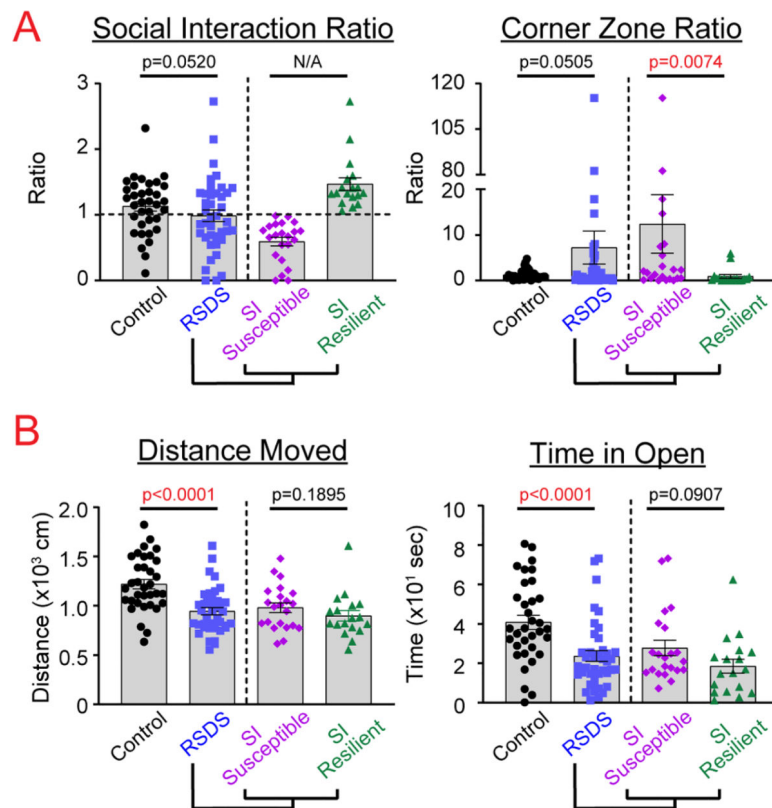 A
Social Interaction Ratio
p=0.0520
N/A
3
2
1
0
Ratio
Control
RSDS
SI
Susceptible
SI
Resilient
Corner Zone Ratio
p=0.0505
p=0.0074
120
105
80
20
10
0
Ratio
Control
RSDS
SI
Susceptible
SI
Resilient
B
Distance Moved
p<0.0001
p=0.1895
2.0
1.5
1.0
0.5
0
Distance (x10³ cm)
Control
RSDS
SI
Susceptible
SI
Resilient
Time in Open
p<0.0001
p=0.0907
10
8
6
4
2
0
Time (x10¹ sec)
Control
RSDS
SI
Susceptible
SI
Resilient